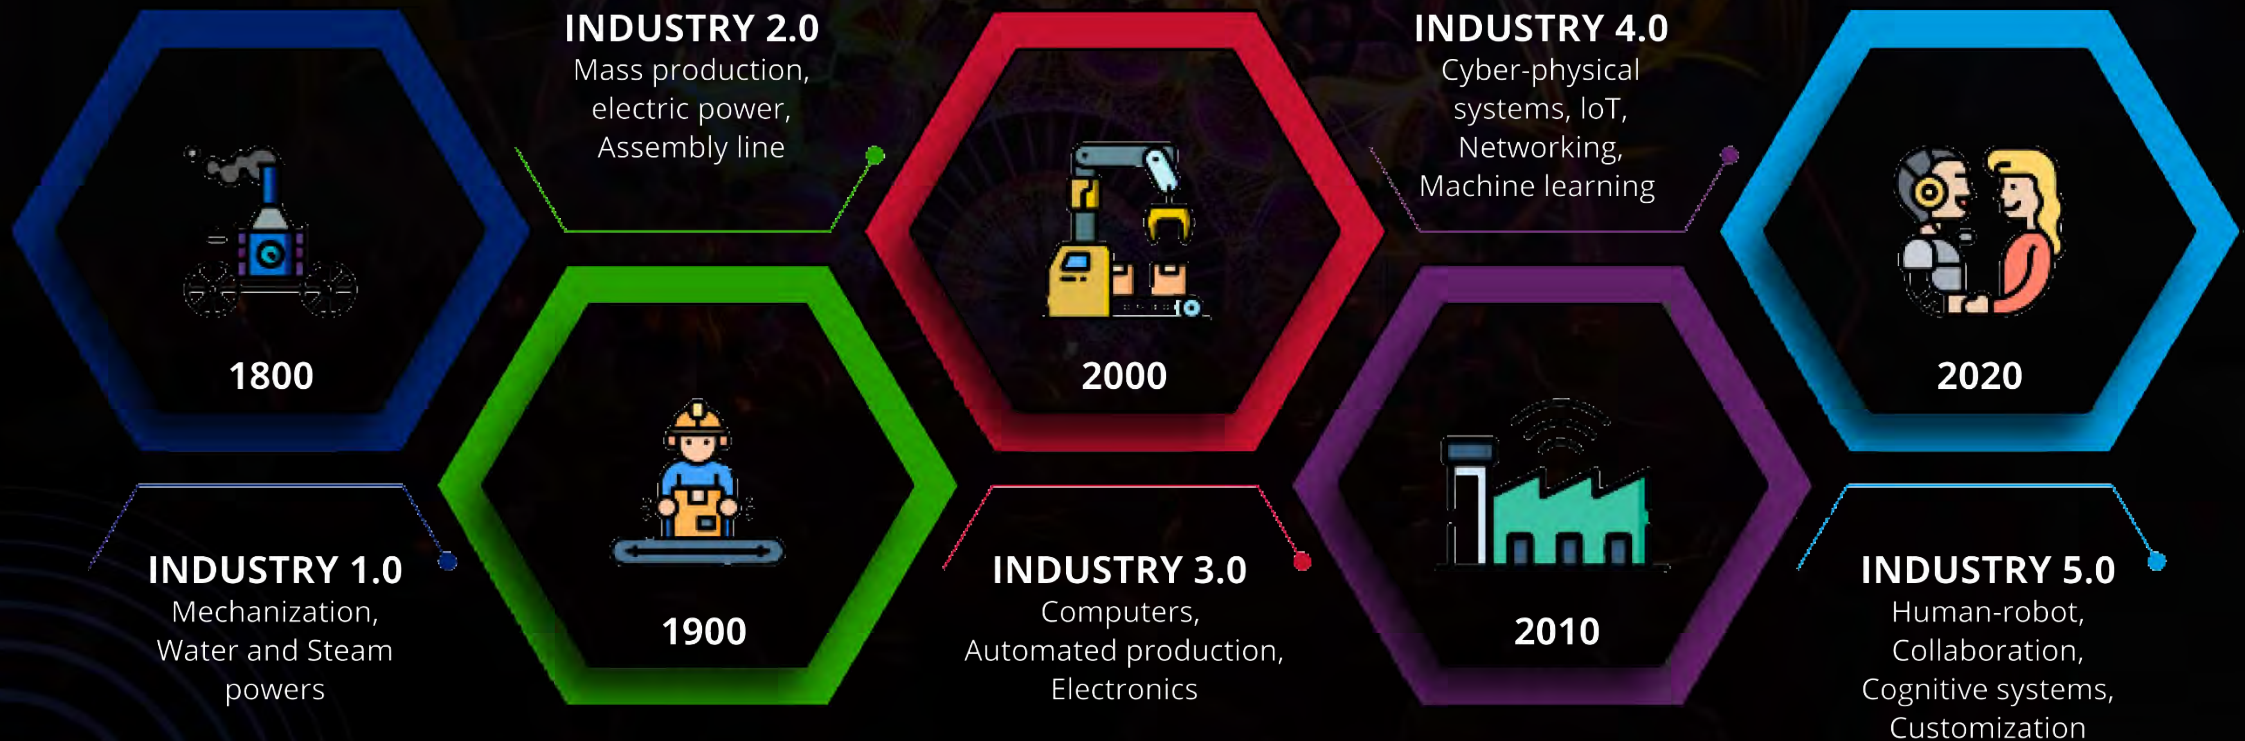 1800
INDUSTRY 1.0
Mechanization,
Water and Steam
powers
INDUSTRY 2.0
Mass production,
electric power,
Assembly line
1900
2000
INDUSTRY 3.0
Computers,
Automated production,
Electronics
INDUSTRY 4.0
Cyber-physical
systems, IoT,
Networking,
Machine learning
2010
2020
INDUSTRY 5.0
Human-robot,
Collaboration,
Cognitive systems,
Customization